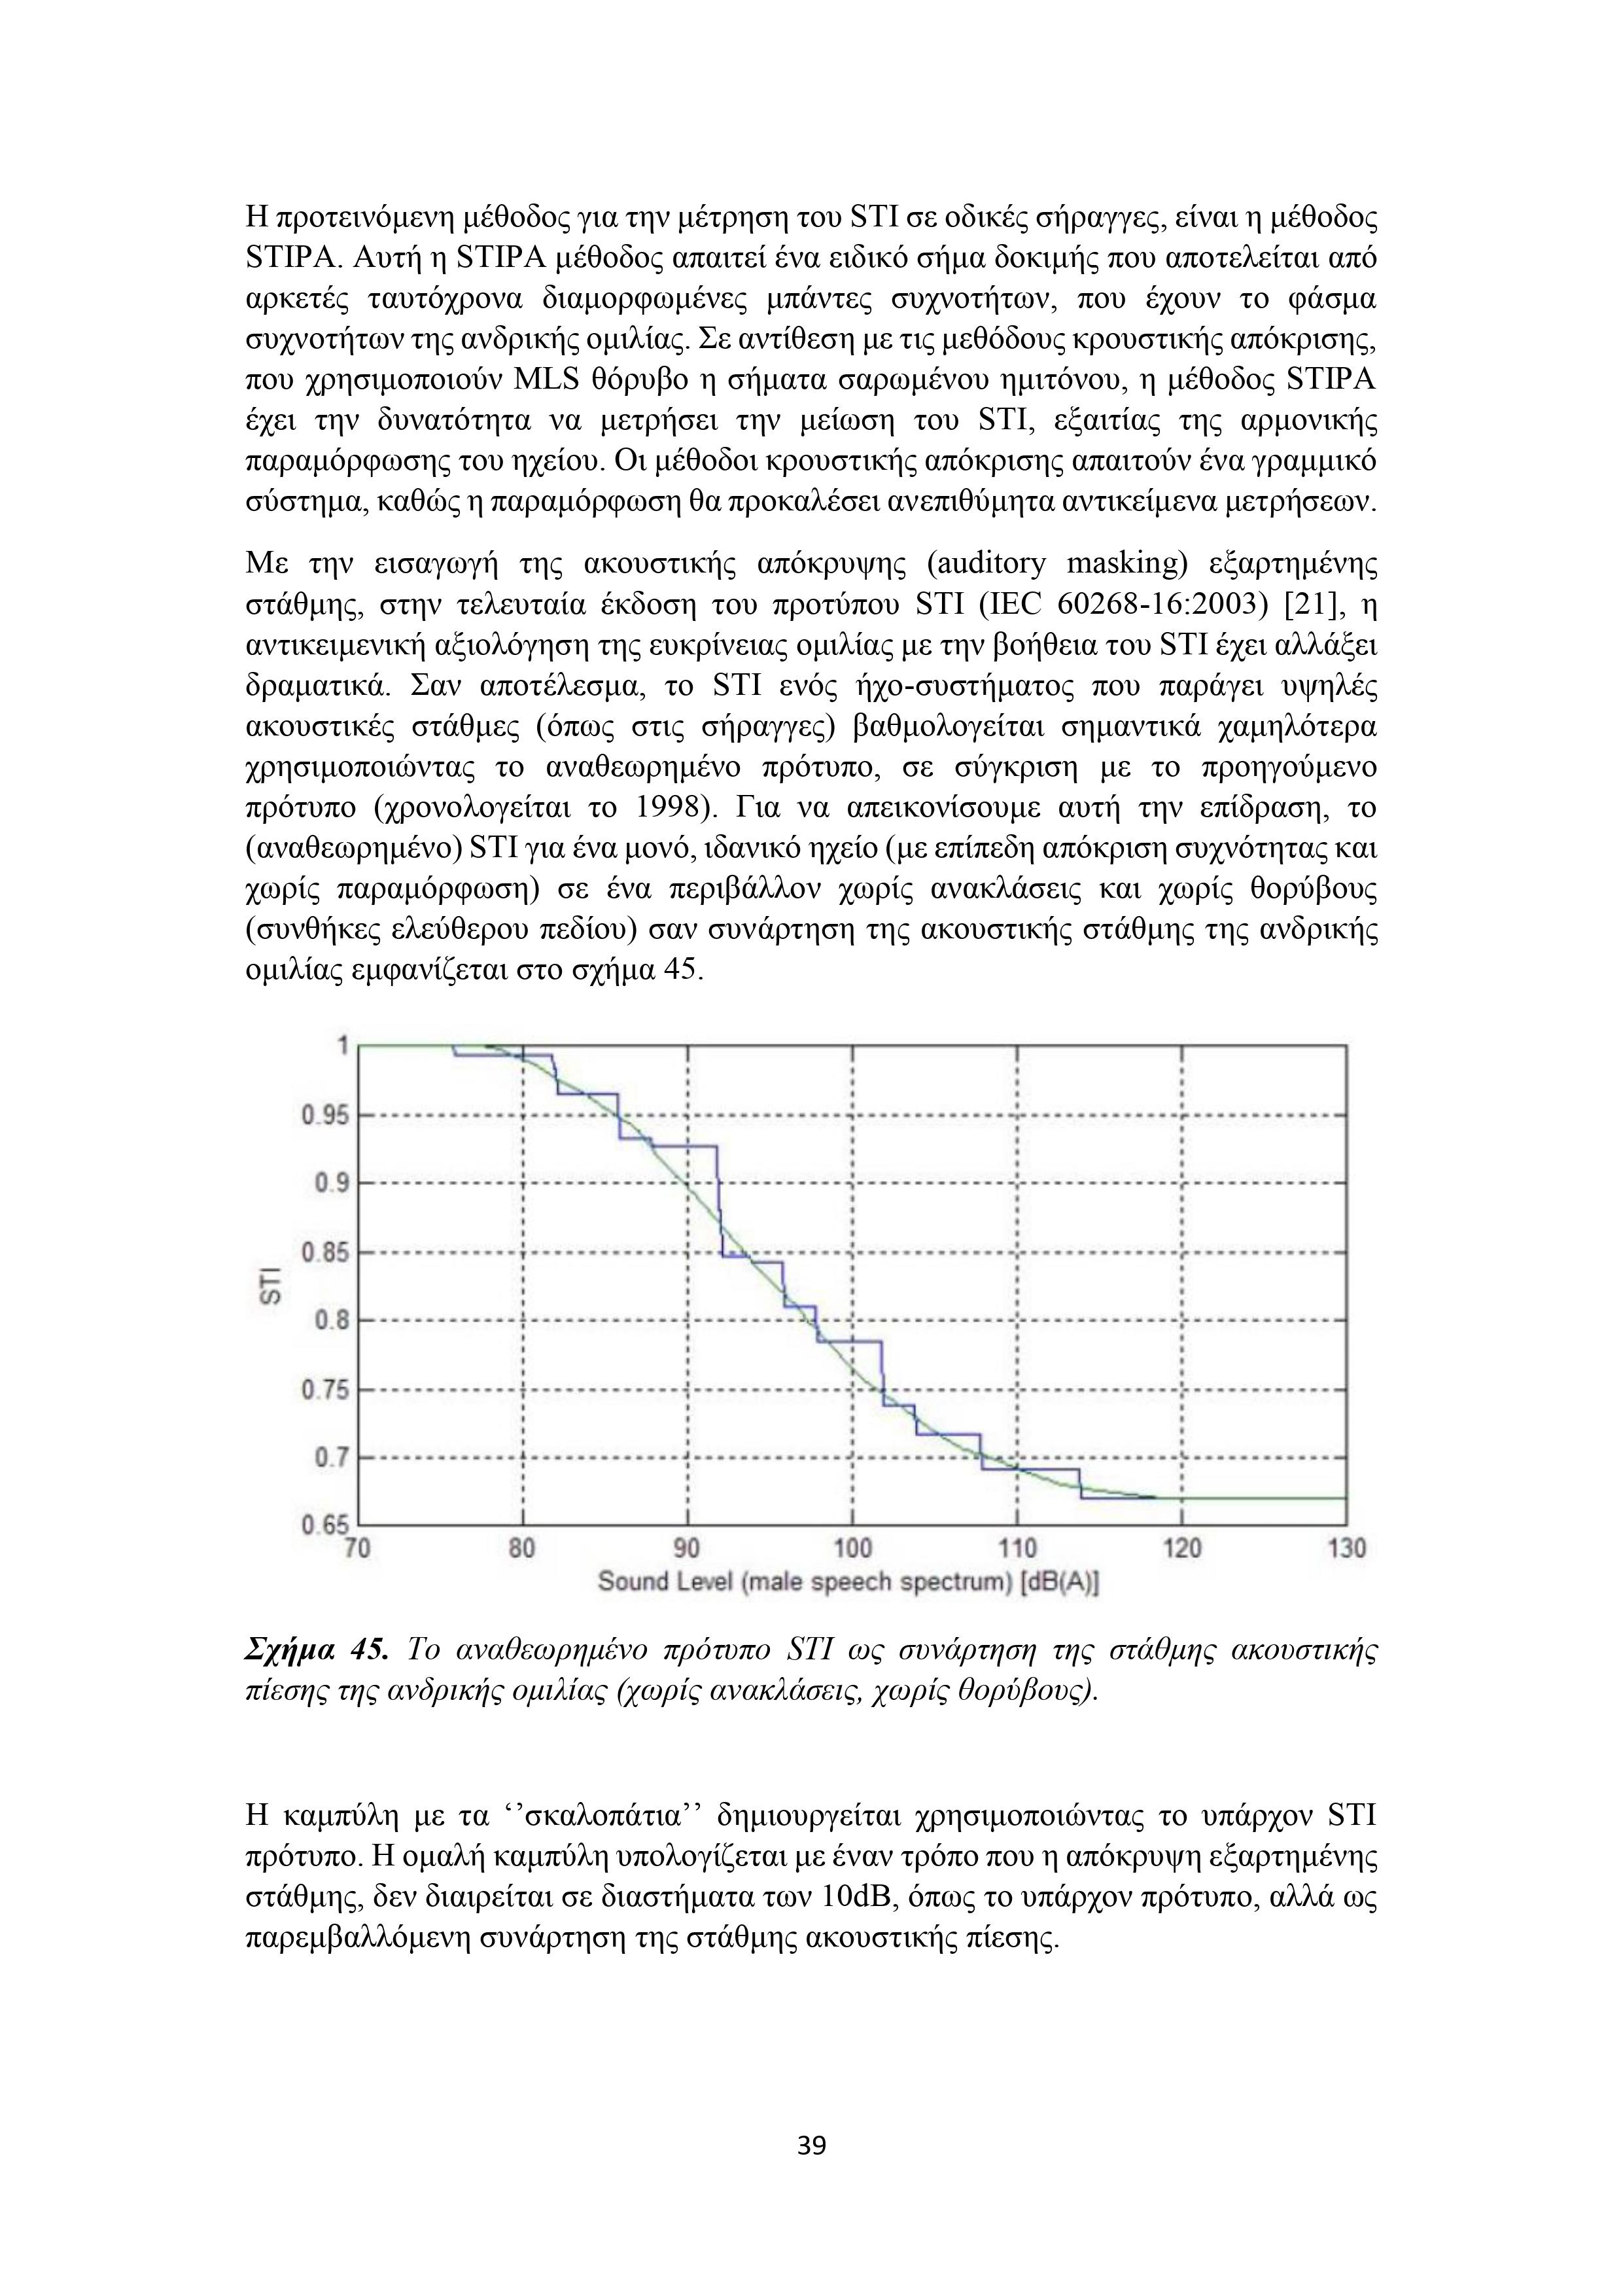 Η προτεινόμενη μέθοδος για την μέτρηση του STI σε οδικές σήραγγες, είναι η μέθοδος
STIPA. Αυτή η STIPA μέθοδος απαιτεί ένα ειδικό σήμα δοκιμής που αποτελείται από
αρκετές ταυτόχρονα διαμορφωμένες μπάντες συχνοτήτων, που έχουν το φάσμα
συχνοτήτων της ανδρικής ομιλίας. Σε αντίθεση με τις μεθόδους κρουστικής απόκρισης,
που χρησιμοποιούν MLS θόρυβο η σήματα σαρωμένου ημιτόνου, η μέθοδος STIPA
έχει την δυνατότητα να μετρήσει την μείωση του STI, εξαιτίας της αρμονικής
παραμόρφωσης του ηχείου. Οι μέθοδοι κρουστικής απόκρισης απαιτούν ένα γραμμικό
σύστημα, καθώς η παραμόρφωση θα προκαλέσει ανεπιθύμητα αντικείμενα μετρήσεων.
Με την εισαγωγή της ακουστικής απόκρυψης (auditory masking) εξαρτημένης
στάθμης, στην τελευταία έκδοση του προτύπου STI (IEC 60268-16:2003) [21], η
αντικειμενική αξιολόγηση της ευκρίνειας ομιλίας με την βοήθεια του STI έχει αλλάξει
δραματικά. Σαν αποτέλεσμα, το STI ενός ήχο-συστήματος που παράγει υψηλές
ακουστικές στάθμες (όπως στις σήραγγες) βαθμολογείται σημαντικά χαμηλότερα
χρησιμοποιώντας το αναθεωρημένο πρότυπο, σε σύγκριση με το προηγούμενο
πρότυπο (χρονολογείται το 1998). Για να απεικονίσουμε αυτή την επίδραση, το
(αναθεωρημένο) STI για ένα μονό, ιδανικό ηχείο (με επίπεδη απόκριση συχνότητας και
χωρίς παραμόρφωση) σε ένα περιβάλλον χωρίς ανακλάσεις και χωρίς θορύβους
(συνθήκες ελεύθερου πεδίου) σαν συνάρτηση της ακουστικής στάθμης της ανδρικής
ομιλίας εμφανίζεται στο σχήμα 45.
1
0.95
0.9
0.85
0.8
0.75
0.7
0.65
STI
70 80 90 100 110 120 130
Sound Level (male speech spectrum) [dB(A)]
Σχήμα 45. Το αναθεωρημένο πρότυπο STI ως συνάρτηση της στάθμης ακουστικής
πίεσης της ανδρικής ομιλίας (χωρίς ανακλάσεις, χωρίς θορύβους).
Η καμπύλη με τα ‘’σκαλοπάτια’’ δημιουργείται χρησιμοποιώντας το υπάρχον STI
πρότυπο. Η ομαλή καμπύλη υπολογίζεται με έναν τρόπο που η απόκρυψη εξαρτημένης
στάθμης, δεν διαιρείται σε διαστήματα των 10dB, όπως το υπάρχον πρότυπο, αλλά ως
παρεμβαλλόμενη συνάρτηση της στάθμης ακουστικής πίεσης.
39